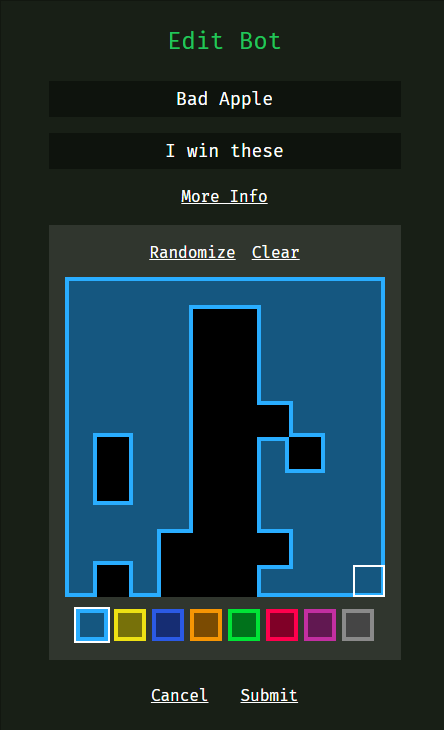 Edit Bot
Bad Apple
I win these
More Info
Randomize Clear
Cancel Submit